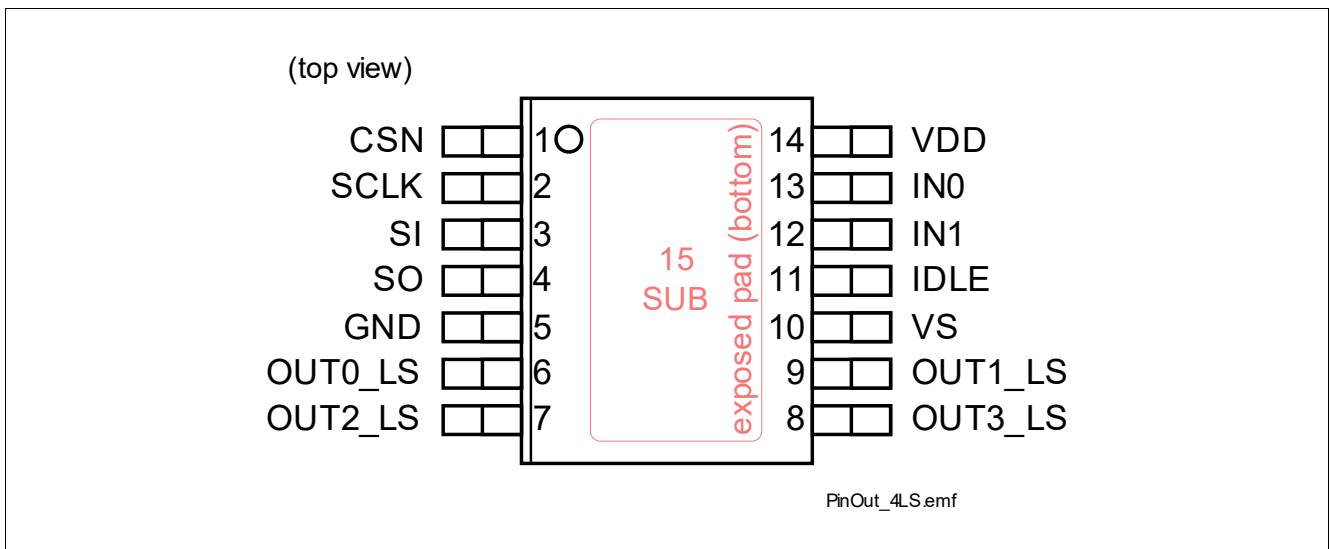 (top view)
CSN 1 14 VDD
SCLK 2 13 IN0
SI 3 12 IN1
SO 4 11 IDLE
GND 5 10 VS
OUT0_LS 6 9 OUT1_LS
OUT2_LS 7 8 OUT3_LS
15
SUB
exposed pad (bottom)
PinOut_4LS.emf